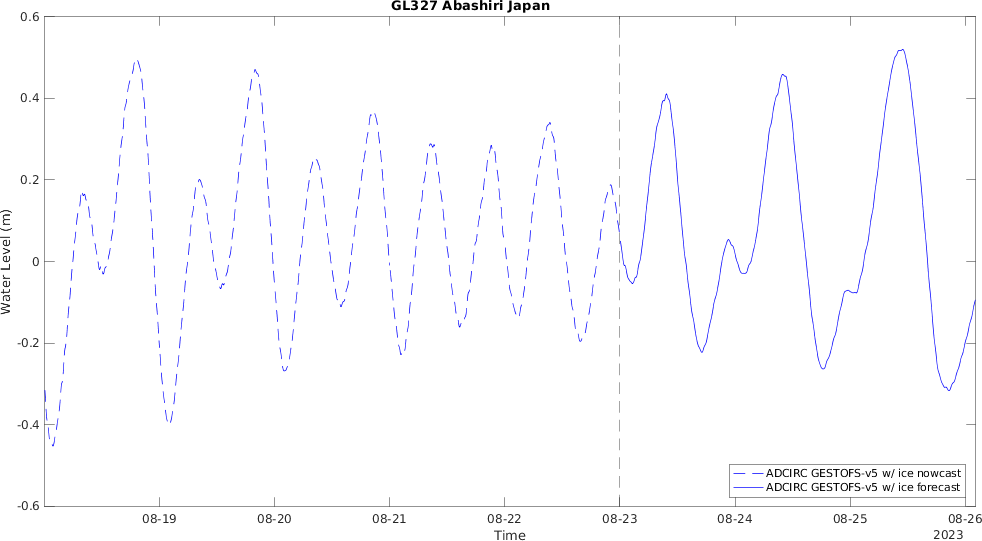 GL327 Abashiri Japan
Water Level (m)
0.6
0.4
0.2
0
-0.2
-0.4
-0.6
ADCIRC GESTOFS-v5 w/ ice nowcast
ADCIRC GESTOFS-v5 w/ ice forecast
08-19 08-20 08-21 08-22 08-23 08-24 08-25 08-26
Time
2023